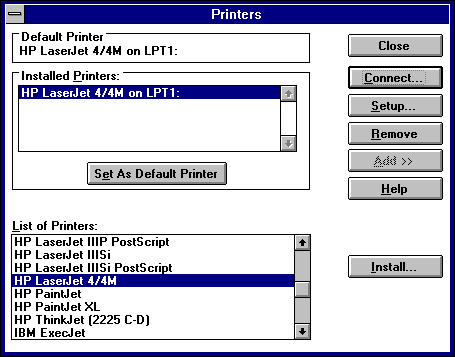 Printers
Default Printer
HP LaserJet 4/4M on LPT1:
Installed Printers:
HP LaserJet 4/4M on LPT1:
Set As Default Printer
List of Printers:
HP LaserJet IIIP PostScript
HP LaserJet IIISi
HP LaserJet IIISi PostScript
HP LaserJet 4/4M
HP PaintJet
HP PaintJet XL
HP ThinkJet (2225 C-D)
IBM ExecJet
Close
Connect...
Setup...
Remove
Add >>
Help
Install...